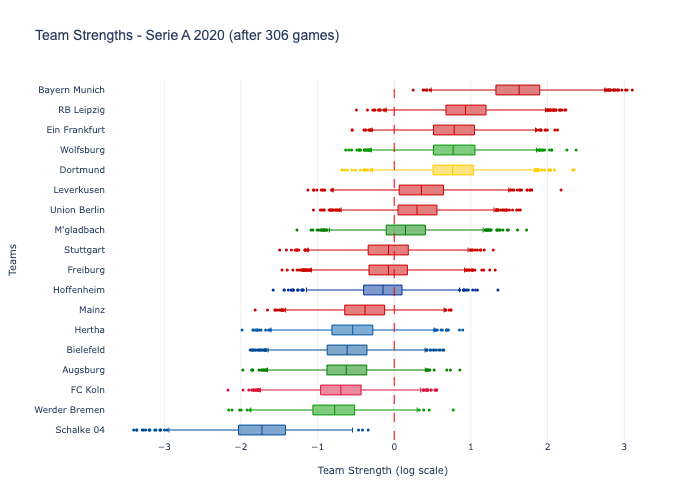 Team Strengths - Serie A 2020 (after 306 games)
Teams
Bayern Munich
RB Leipzig
Ein Frankfurt
Wolfsburg
Dortmund
Leverkusen
Union Berlin
M'gladbach
Stuttgart
Freiburg
Hoffenheim
Mainz
Hertha
Bielefeld
Augsburg
FC Koln
Werder Bremen
Schalke 04
−3 −2 −1 0 1 2 3
Team Strength (log scale)